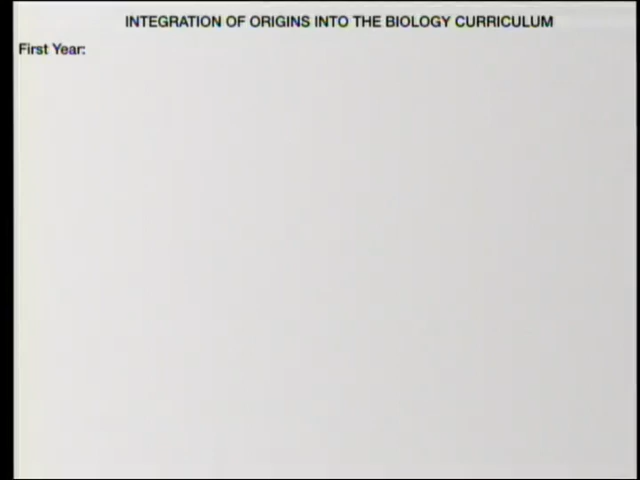 INTEGRATION OF ORIGINS INTO THE BIOLOGY CURRICULUM
First Year: